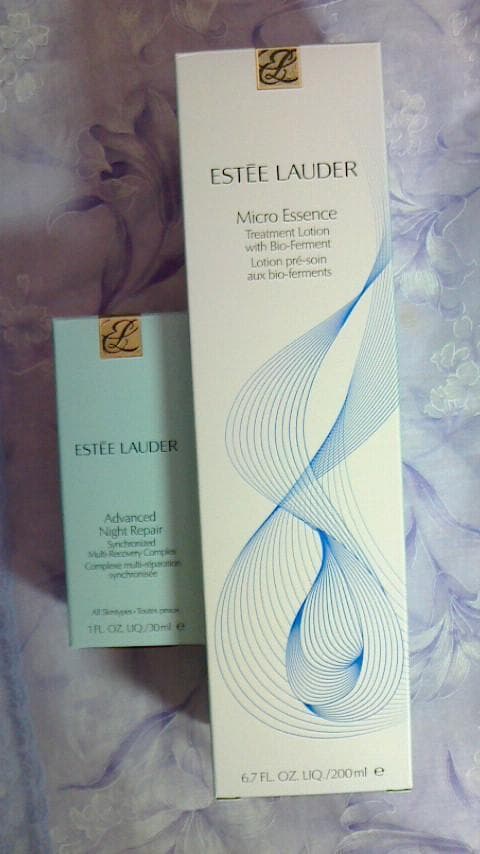 ESTĒE LAUDER
Micro Essence
Treatment Lotion
with Bio-Ferment
Lotion pré-soin
aux bio-ferments
6.7 FL. OZ. LIQ./200 ml e
ESTĒE LAUDER
Advanced
Night Repair
Synchronized
Multi-Recovery Complex
Complexe multi-réparation
synchronisée
All Skintypes • Toutes peaux
1 FL. OZ. LIQ./30 ml e